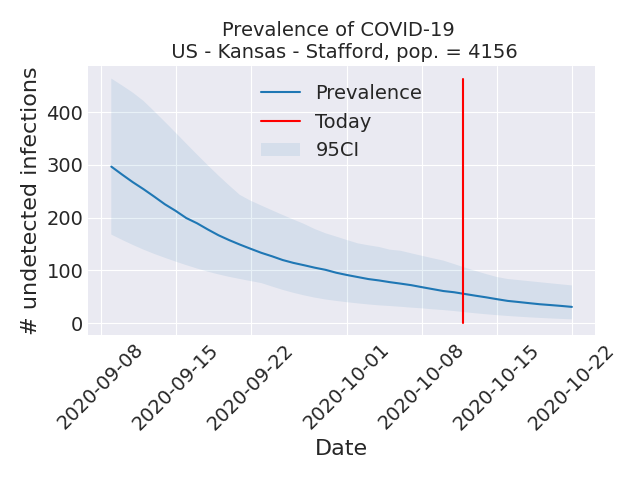 Prevalence of COVID-19
US - Kansas - Stafford, pop. = 4156
# undetected infections
400
300
200
100
0
Prevalence
Today
95CI
2020-09-08
2020-09-15
2020-09-22
2020-10-01
2020-10-08
2020-10-15
2020-10-22
Date